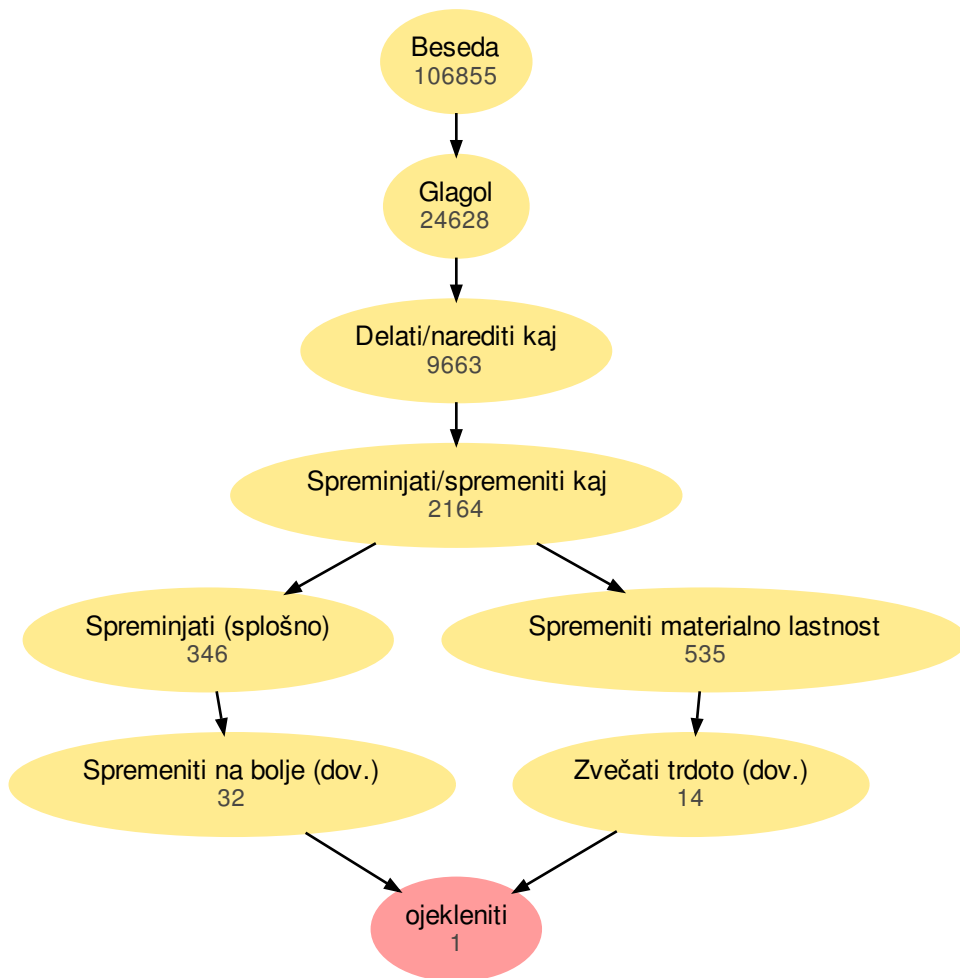 Beseda
106855
Glagol
24628
Delati/narediti kaj
9663
Spreminjati/spremeniti kaj
2164
Spreminjati (splošno)
346
Spremeniti materialno lastnost
535
Spremeniti na bolje (dov.)
32
Zvečati trdoto (dov.)
14
ojekleniti
1